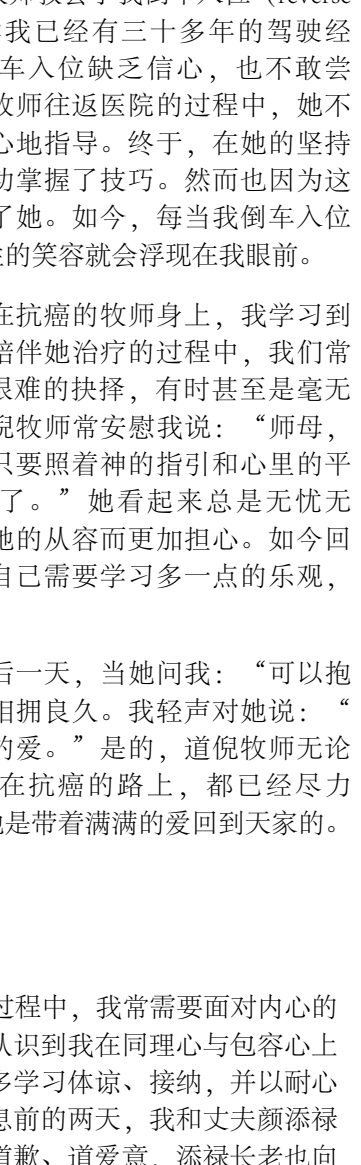 我已经有三十多年的驾驶经
车入位缺乏信心，也不敢尝
牧师往返医院的过程中，她不
心地指导。终于，在她的坚持
功掌握了技巧。然而也因为这
了她。如今，每当我倒车入位
的笑容就会浮现在我眼前。
在抗癌的牧师身上，我学习到
陪伴她治疗的过程中，我们常
艰难的抉择，有时甚至是毫无
倪牧师常安慰我说：“师母，
只要照着神的指引和心里的平
了。”她看起来总是无忧无
她的从容而更加担心。如今回
自己需要学习多一点的乐观，
后一天，当她问我：“可以抱
相拥良久。我轻声对她说：“
的爱。”是的，道倪牧师无论
在抗癌的路上，都已经尽力
她是带着满满的爱回到天家的。
过程中，我常需要面对内心的
认识到我在同理心与包容心上
多学习体谅、接纳，并以耐心
息前的两天，我和丈夫颜添禄
道歉、道爱意，添禄长老也向